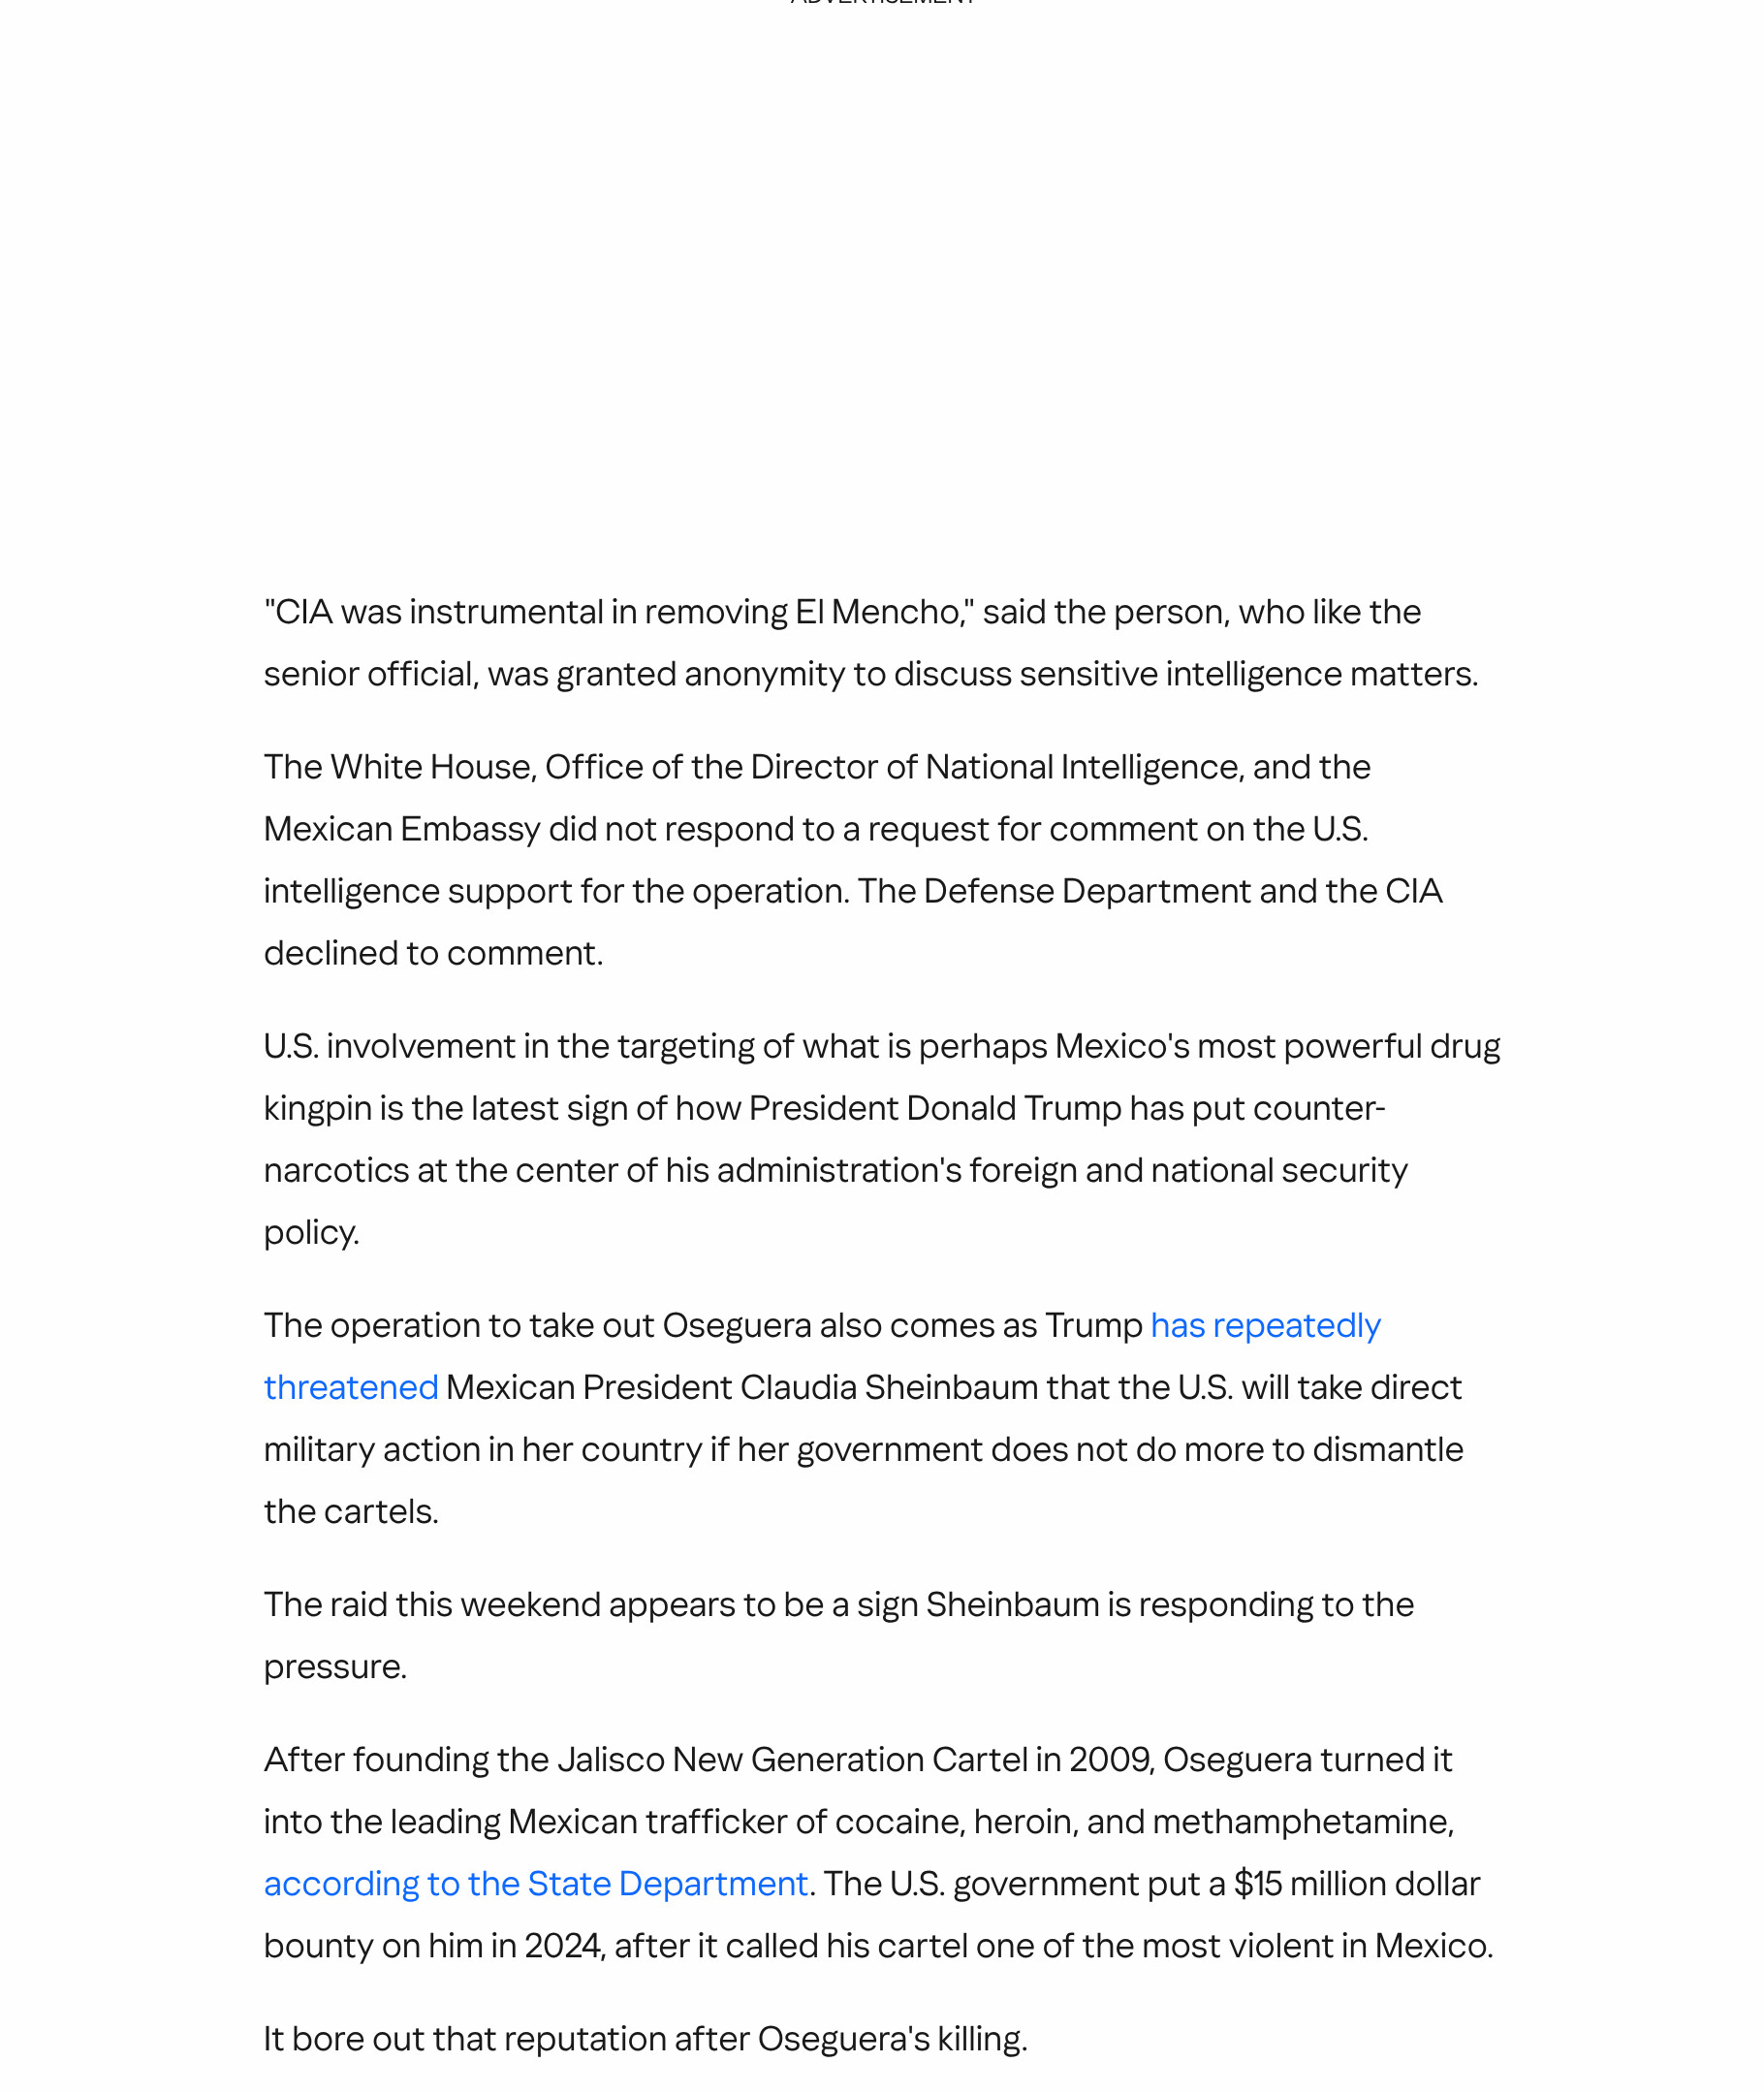 ADVERTISEMENT
"CIA was instrumental in removing El Mencho," said the person, who like the
senior official, was granted anonymity to discuss sensitive intelligence matters.
The White House, Office of the Director of National Intelligence, and the
Mexican Embassy did not respond to a request for comment on the U.S.
intelligence support for the operation. The Defense Department and the CIA
declined to comment.
U.S. involvement in the targeting of what is perhaps Mexico's most powerful drug
kingpin is the latest sign of how President Donald Trump has put counter-
narcotics at the center of his administration's foreign and national security
policy.
The operation to take out Oseguera also comes as Trump has repeatedly
threatened Mexican President Claudia Sheinbaum that the U.S. will take direct
military action in her country if her government does not do more to dismantle
the cartels.
The raid this weekend appears to be a sign Sheinbaum is responding to the
pressure.
After founding the Jalisco New Generation Cartel in 2009, Oseguera turned it
into the leading Mexican trafficker of cocaine, heroin, and methamphetamine,
according to the State Department. The U.S. government put a $15 million dollar
bounty on him in 2024, after it called his cartel one of the most violent in Mexico.
It bore out that reputation after Oseguera's killing.